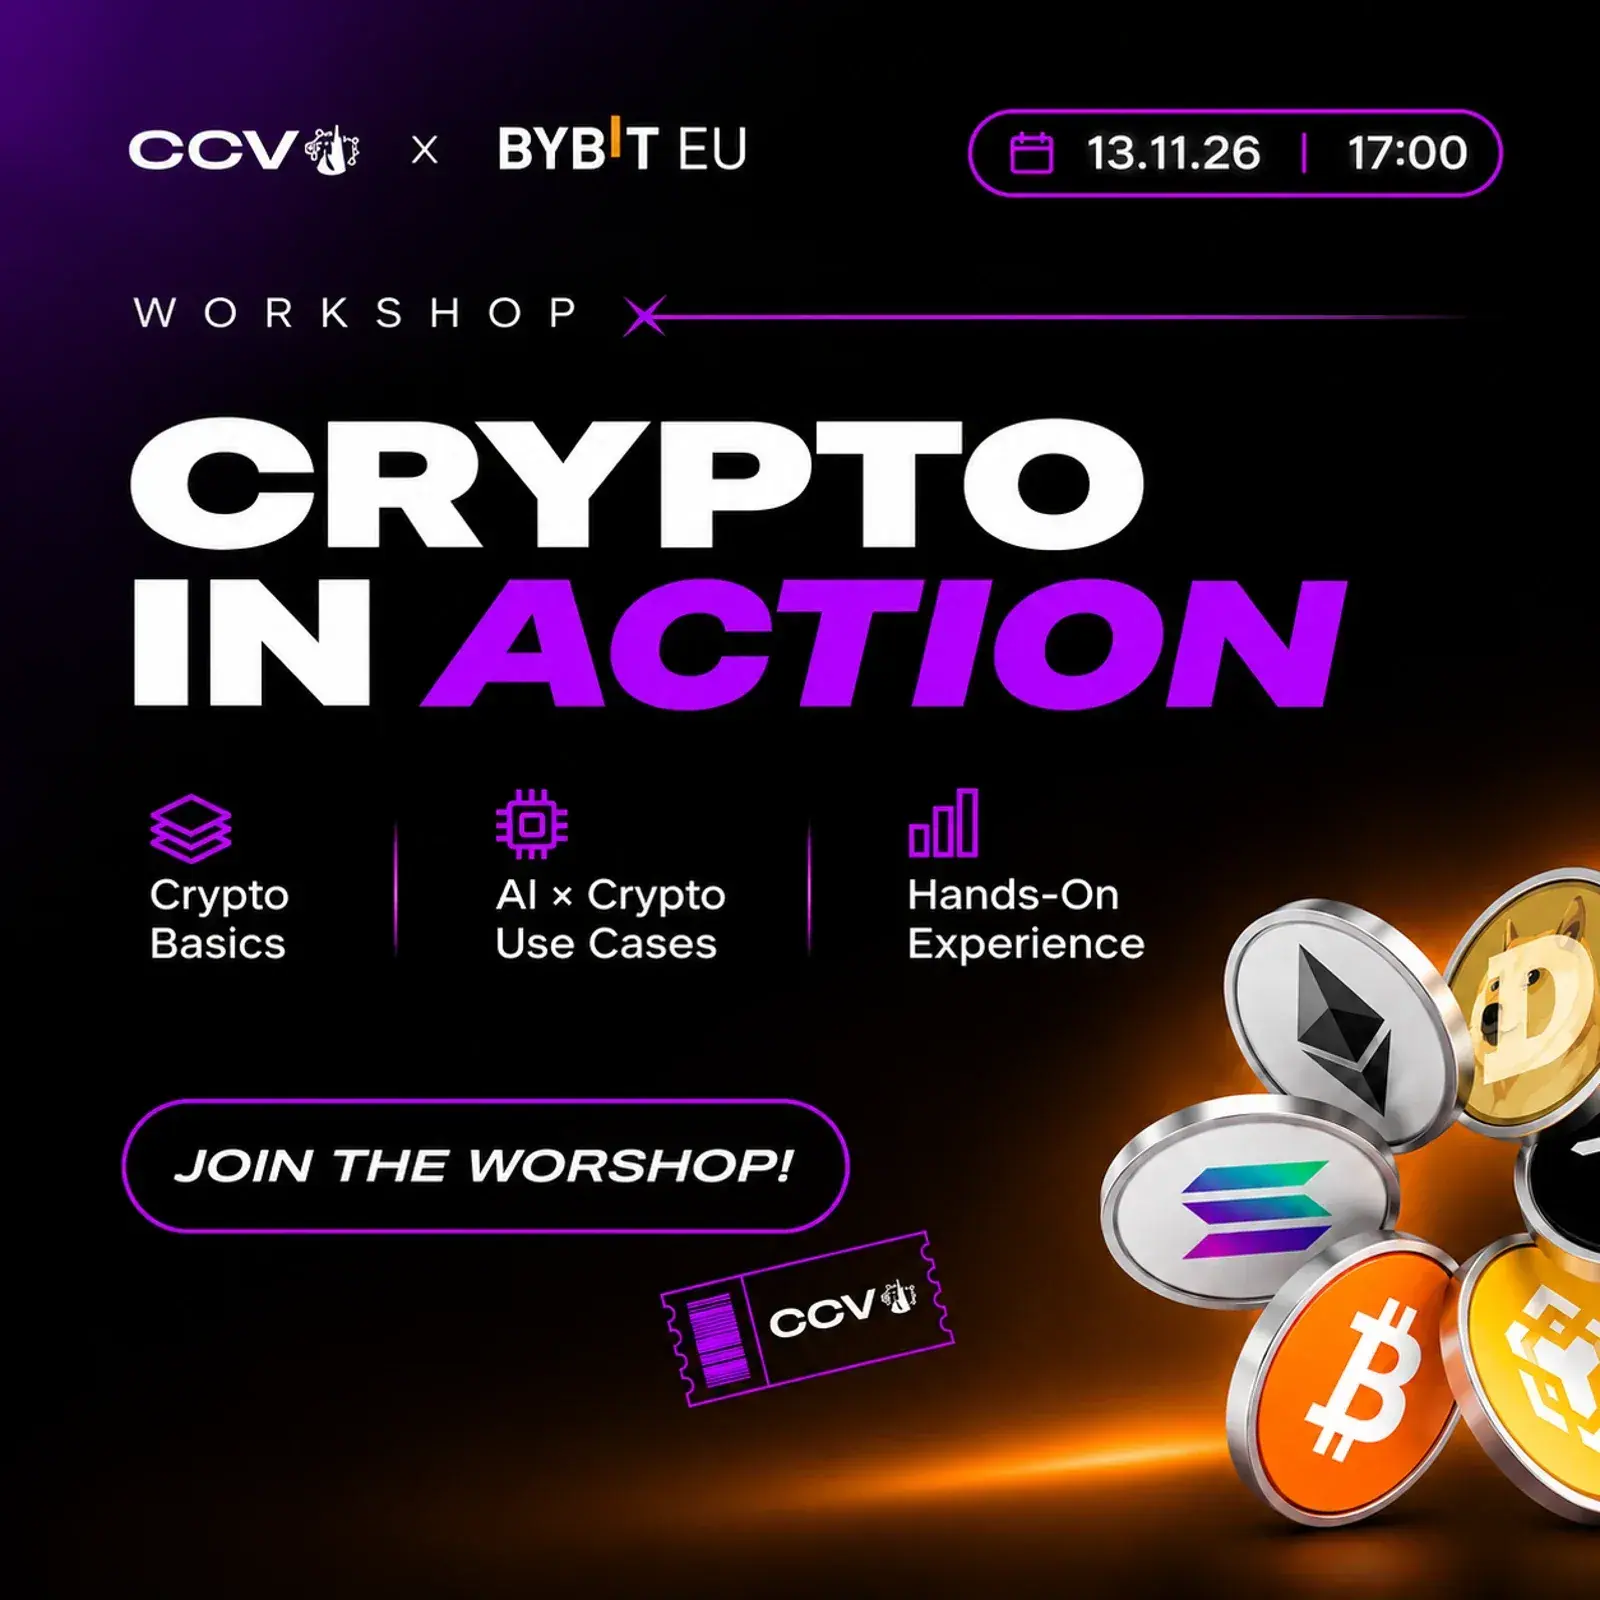 CCV X BYBIT EU
13.11.26 | 17:00
WORKSHOP
CRYPTO
IN ACTION
Crypto
Basics
AI × Crypto
Use Cases
Hands-On
Experience
JOIN THE WORSHOP!
CCV
D